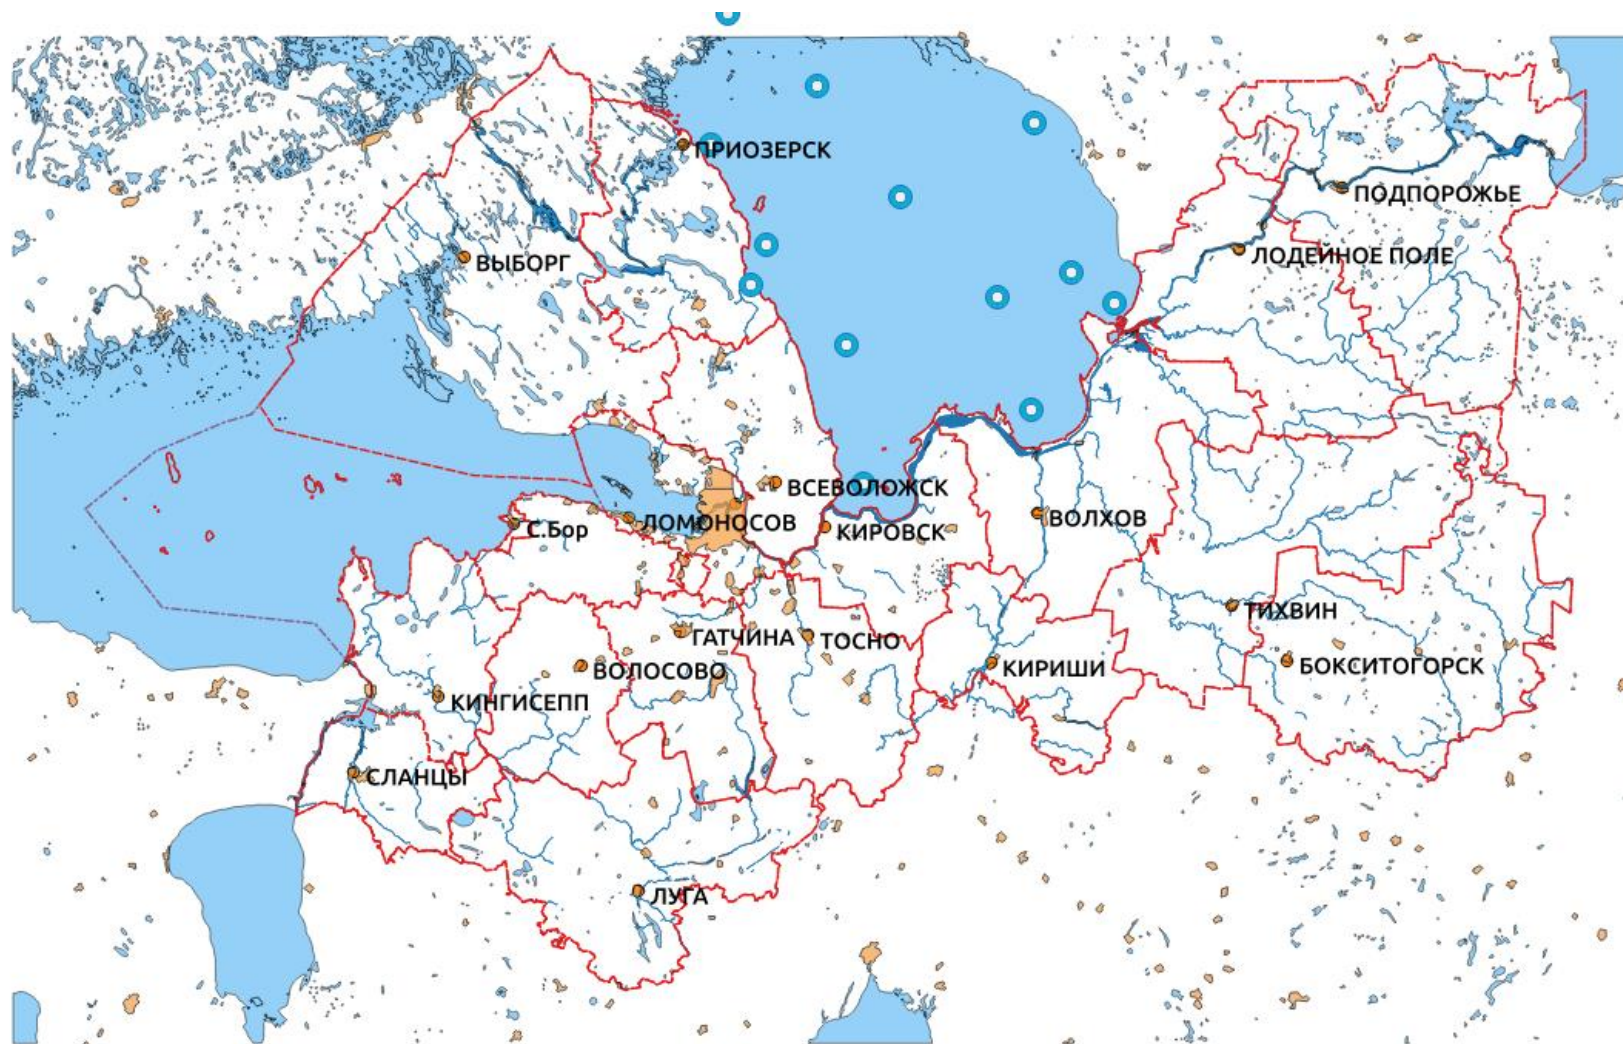 ПРИОЗЕРСК
ПОДПОРОЖЬЕ
ВЫБОРГ
ЛОДЕЙНОЕ ПОЛЕ
ВСЕВОЛОЖСК
ЛОМОНОСОВ
ВОЛХОВ
С.Бор
КИРОВСК
ТИХВИН
ГАТЧИНА
ТОСНО
КИРИШИ
БОКСИТОГОРСК
ВОЛОСОВО
КИНГИСЕПП
СЛАНЦЫ
ЛУГА